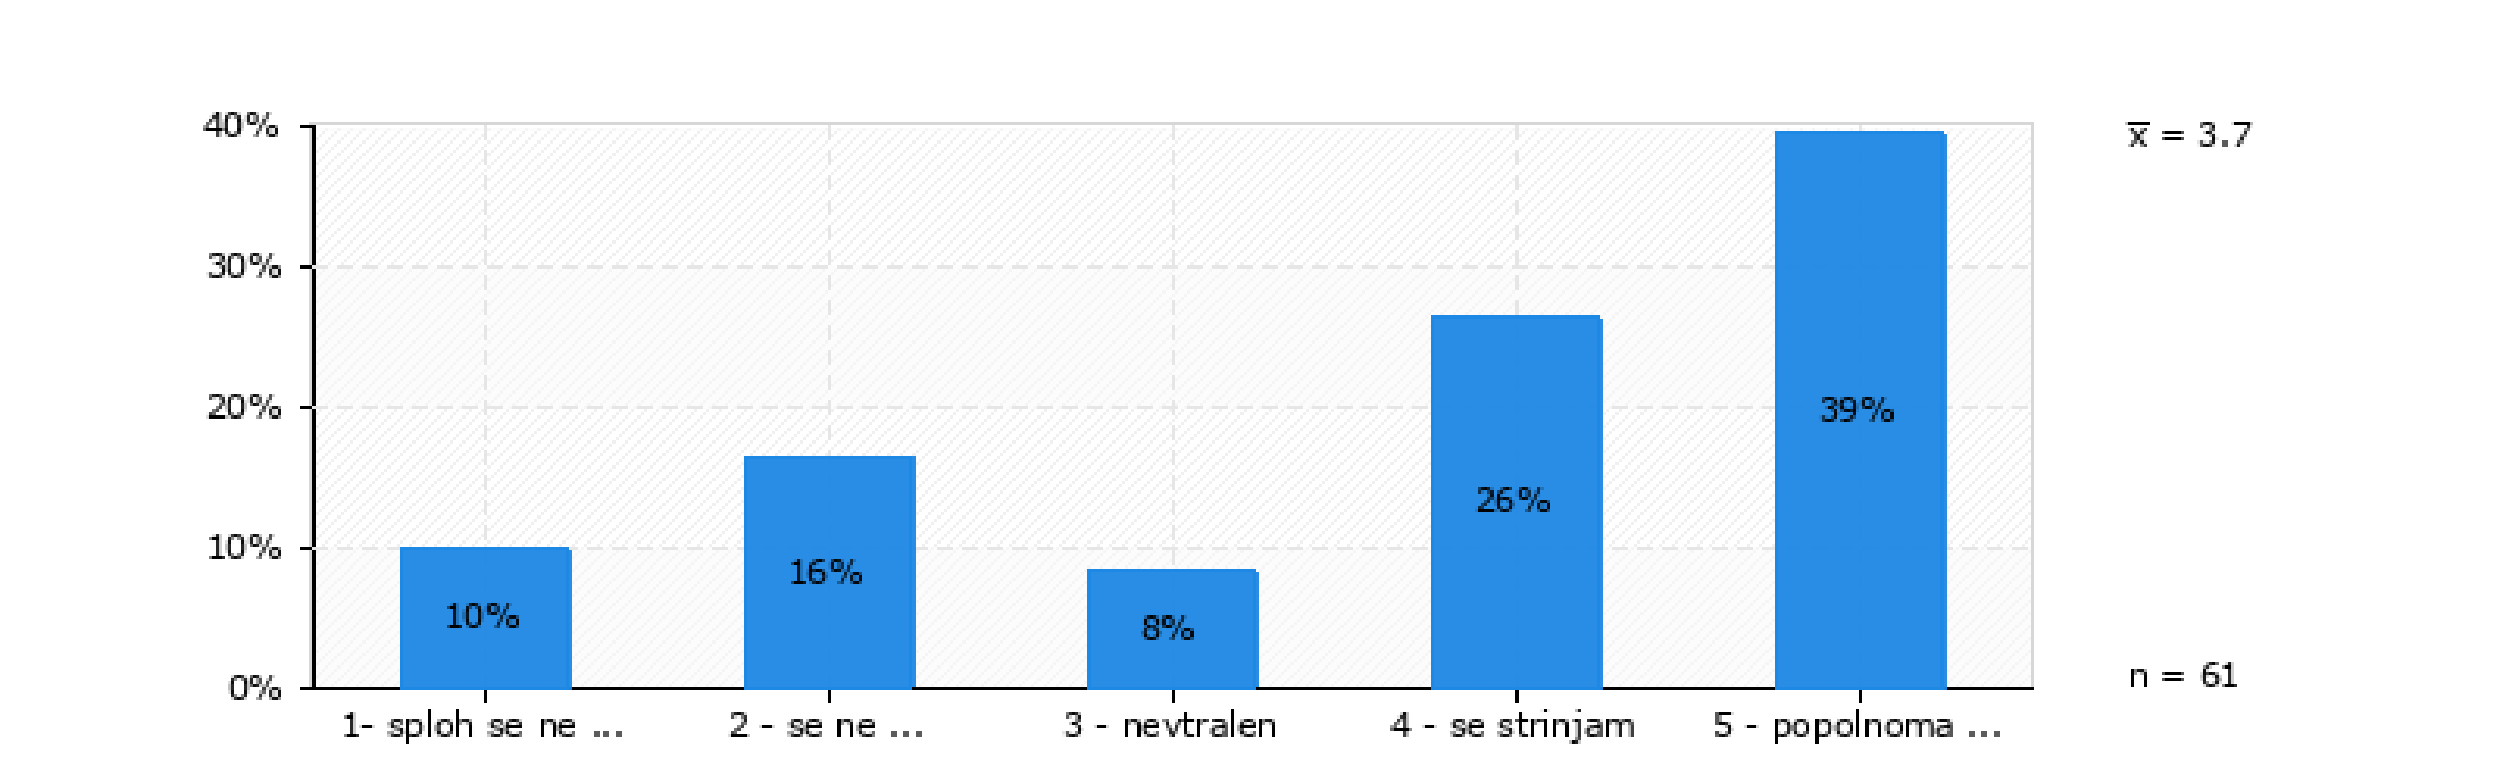 40%
x̅ = 3.7
30%
20%
10%
0%
39%
26%
16%
10%
8%
n = 61
1- sploh se ne ...
2 - se ne ...
3 - nevtralen
4 - se strinjam
5 - popolnoma ...